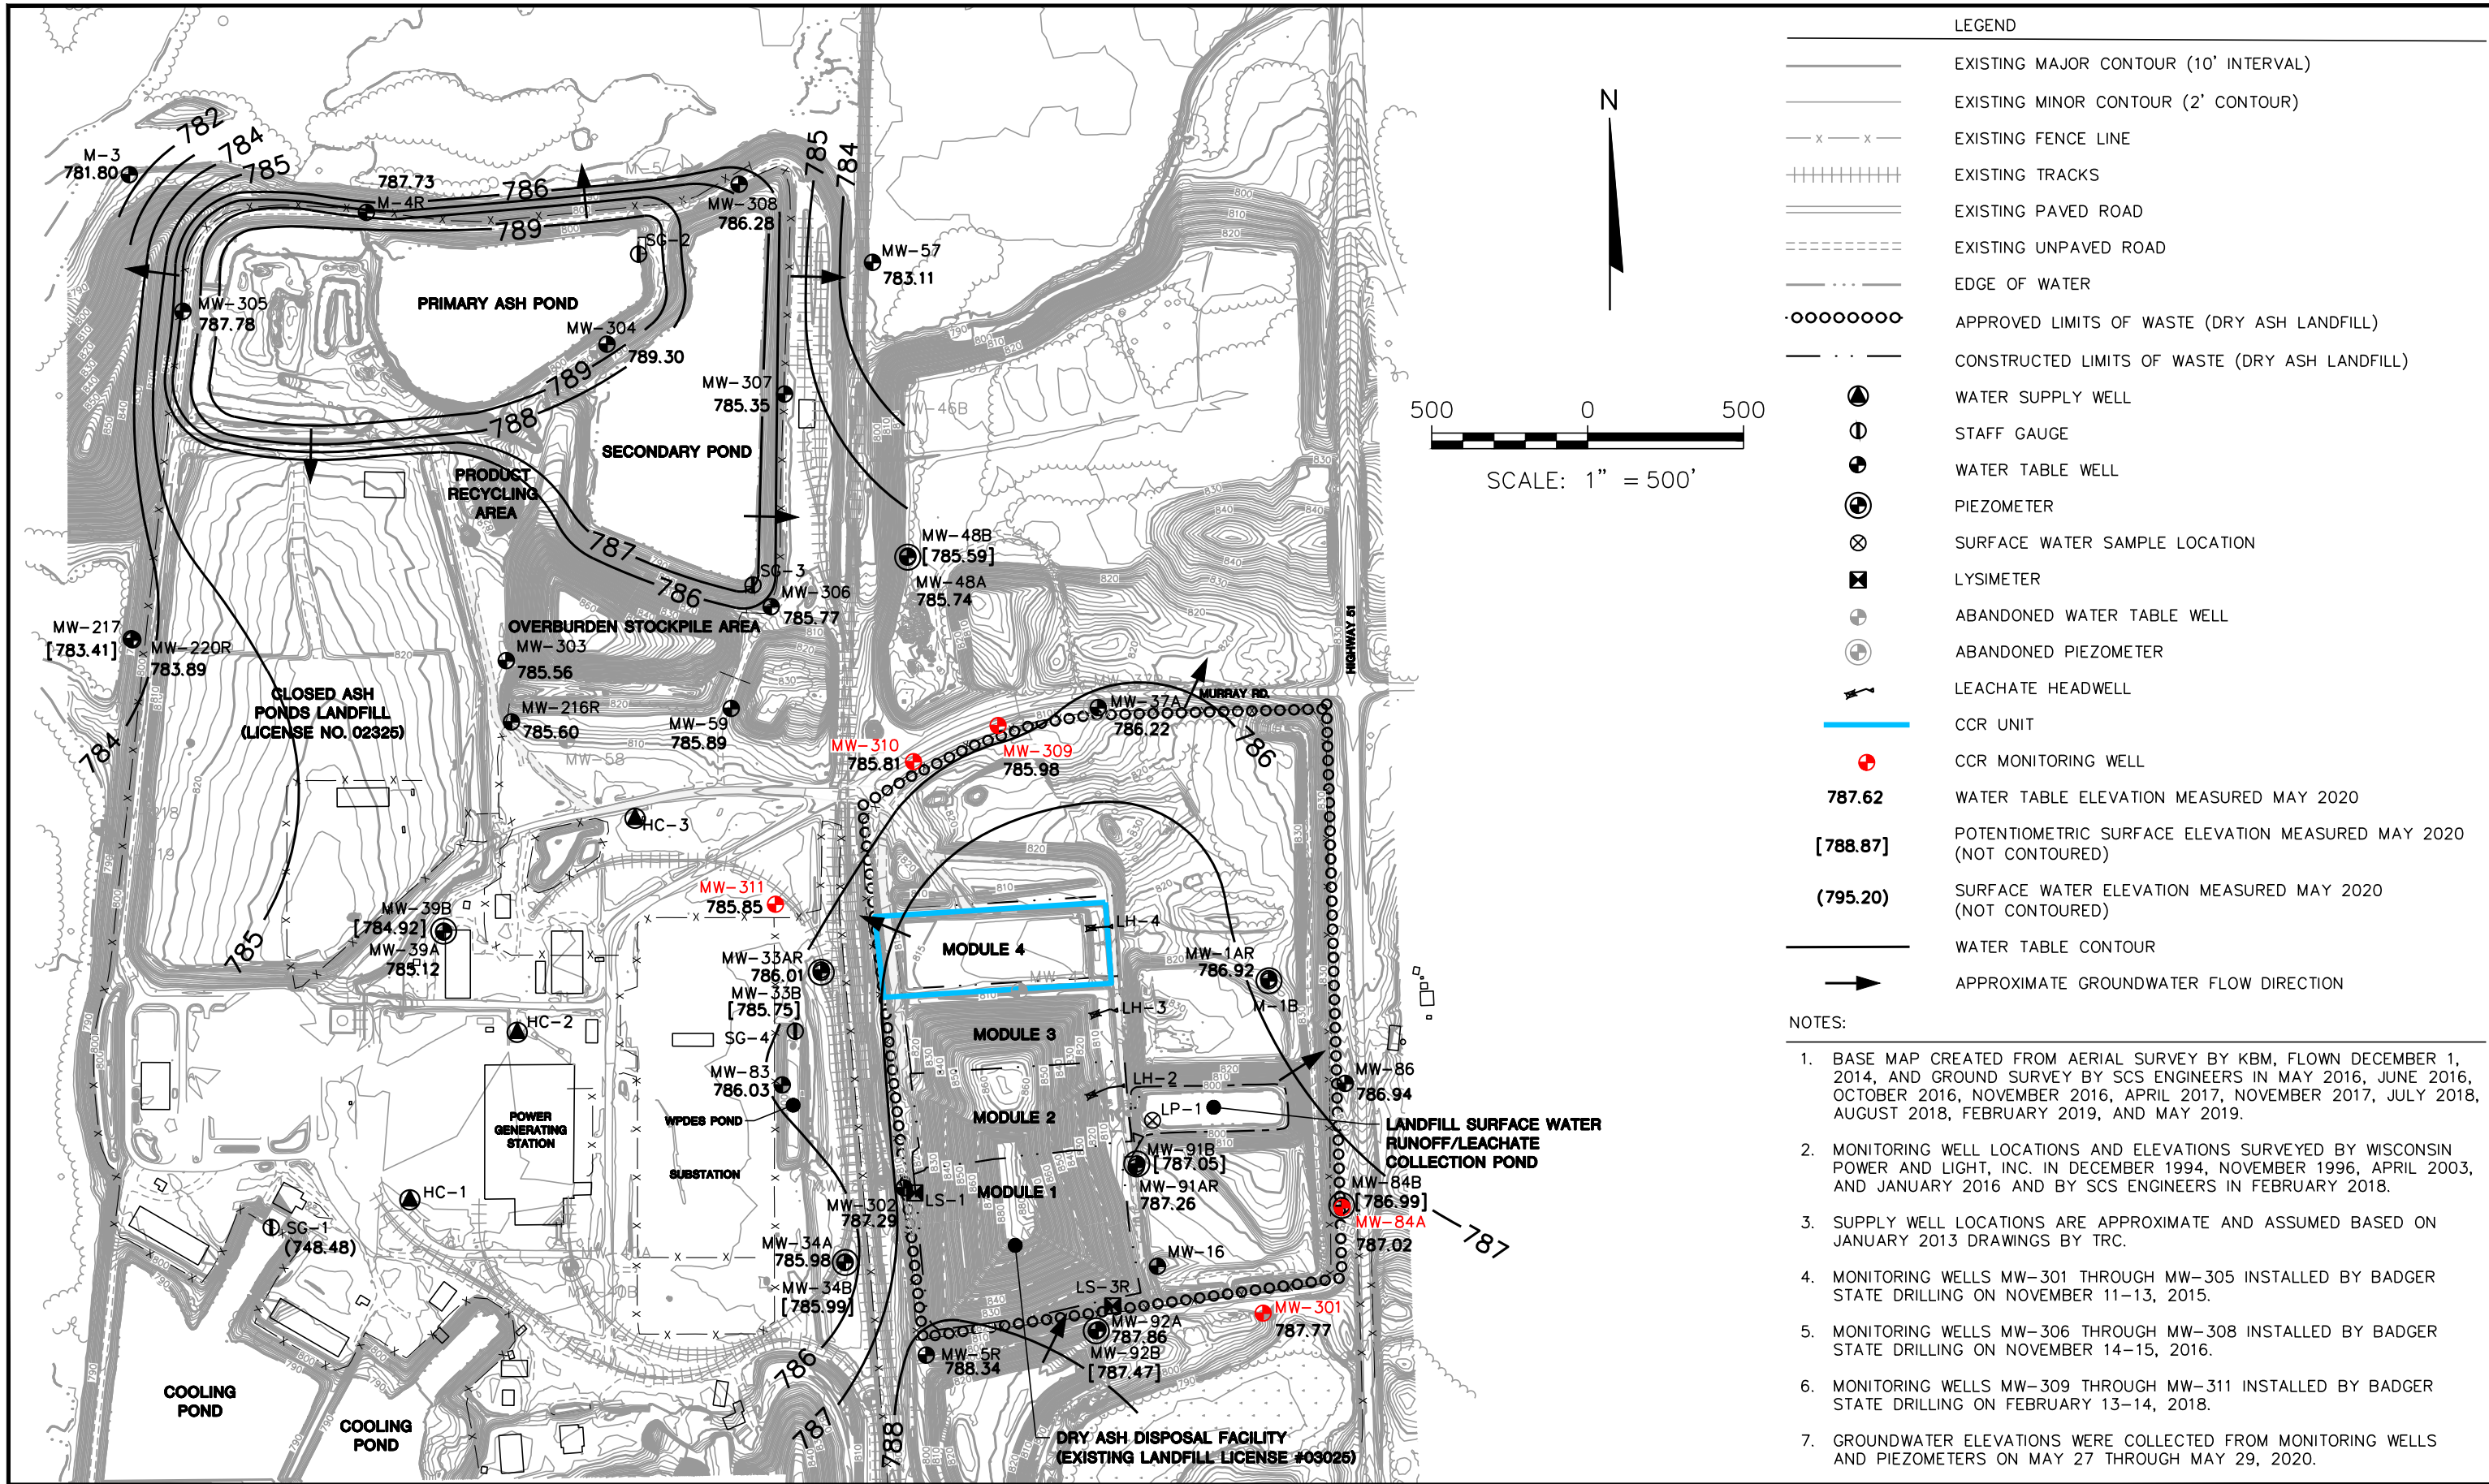 LEGEND
EXISTING MAJOR CONTOUR (10' INTERVAL)
EXISTING MINOR CONTOUR (2' CONTOUR)
EXISTING FENCE LINE
EXISTING TRACKS
EXISTING PAVED ROAD
EXISTING UNPAVED ROAD
EDGE OF WATER
APPROVED LIMITS OF WASTE (DRY ASH LANDFILL)
CONSTRUCTED LIMITS OF WASTE (DRY ASH LANDFILL)
WATER SUPPLY WELL
STAFF GAUGE
WATER TABLE WELL
PIEZOMETER
SURFACE WATER SAMPLE LOCATION
LYSIMETER
ABANDONED WATER TABLE WELL
ABANDONED PIEZOMETER
LEACHATE HEADWELL
CCR UNIT
CCR MONITORING WELL
787.62 WATER TABLE ELEVATION MEASURED MAY 2020
[788.87] POTENTIOMETRIC SURFACE ELEVATION MEASURED MAY 2020
(NOT CONTOURED)
(795.20) SURFACE WATER ELEVATION MEASURED MAY 2020
(NOT CONTOURED)
WATER TABLE CONTOUR
APPROXIMATE GROUNDWATER FLOW DIRECTION
NOTES:
1. BASE MAP CREATED FROM AERIAL SURVEY BY KBM, FLOWN DECEMBER 1,
2014, AND GROUND SURVEY BY SCS ENGINEERS IN MAY 2016, JUNE 2016,
OCTOBER 2016, NOVEMBER 2016, APRIL 2017, NOVEMBER 2017, JULY 2018,
AUGUST 2018, FEBRUARY 2019, AND MAY 2019.
2. MONITORING WELL LOCATIONS AND ELEVATIONS SURVEYED BY WISCONSIN
POWER AND LIGHT, INC. IN DECEMBER 1994, NOVEMBER 1996, APRIL 2003,
AND JANUARY 2016 AND BY SCS ENGINEERS IN FEBRUARY 2018.
3. SUPPLY WELL LOCATIONS ARE APPROXIMATE AND ASSUMED BASED ON
JANUARY 2013 DRAWINGS BY TRC.
4. MONITORING WELLS MW-301 THROUGH MW-305 INSTALLED BY BADGER
STATE DRILLING ON NOVEMBER 11-13, 2015.
5. MONITORING WELLS MW-306 THROUGH MW-308 INSTALLED BY BADGER
STATE DRILLING ON NOVEMBER 14-15, 2016.
6. MONITORING WELLS MW-309 THROUGH MW-311 INSTALLED BY BADGER
STATE DRILLING ON FEBRUARY 13-14, 2018.
7. GROUNDWATER ELEVATIONS WERE COLLECTED FROM MONITORING WELLS
AND PIEZOMETERS ON MAY 27 THROUGH MAY 29, 2020.
N
500 0 500
SCALE: 1" = 500'
782
784
785
M-3
781.80
787.73
M-4R
786
789
M-5
MW-308
786.28
785
784
SG-2
MW-57
783.11
PRIMARY ASH POND
MW-305
787.78
MW-304
789.30
789
788
MW-307
785.35
W-46B
SECONDARY POND
PRODUCT
RECYCLING
AREA
787
786
SG-3
MW-306
785.77
MW-48B
[785.59]
MW-48A
785.74
OVERBURDEN STOCKPILE AREA
MW-303
785.56
MW-217
[783.41]
MW-220R
783.89
CLOSED ASH
PONDS LANDFILL
(LICENSE NO. 02325)
MW-216R
785.60
MW-59
785.89
MW-58
784
785
HIGHWAY 51
MURRAY RD.
MW-37A
786.22
786
MW-310
785.81
MW-309
785.98
HC-3
MW-311
785.85
MW-39B
[784.92]
MW-39A
785.12
MODULE 4
LH-4
MW-33AR
786.01
MW-33B
[785.75]
SG-4
MW-1AR
786.92
M-1B
LH-3
MODULE 3
HC-2
MW-83
786.03
WPDES POND
POWER
GENERATING
STATION
SUBSTATION
LH-2
MODULE 2
LP-1
MW-86
786.94
LANDFILL SURFACE WATER
RUNOFF/LEACHATE
COLLECTION POND
MW-91B
[787.05]
MW-91AR
787.26
MODULE 1
LS-1
MW-302
787.29
MW-84B
[786.99]
MW-84A
787.02
787
HC-1
SG-1
(748.48)
MW-40B
MW-34A
785.98
MW-34B
[785.99]
MW-16
LS-3R
MW-92A
787.86
MW-92B
[787.47]
MW-301
787.77
MW-5R
788.34
786
787
788
COOLING
POND
COOLING
POND
DRY ASH DISPOSAL FACILITY
(EXISTING LANDFILL LICENSE #03025)